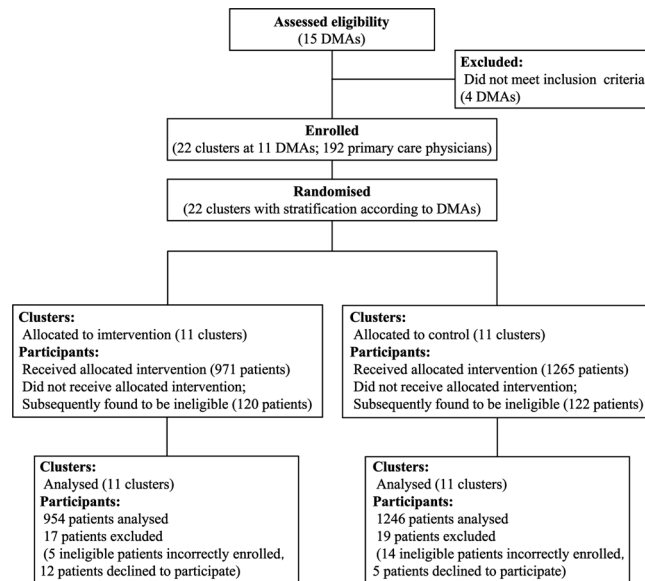 Assessed eligibility
(15 DMAs)
Excluded:
Did not meet inclusion criteria
(4 DMAs)
Enrolled
(22 clusters at 11 DMAs; 192 primary care physicians)
Randomised
(22 clusters with stratification according to DMAs)
Clusters:
Allocated to imtervention (11 clusters)
Participants:
Received allocated intervention (971 patients)
Did not receive allocated intervention;
Subsequently found to be ineligible (120 patients)
Clusters:
Allocated to control (11 clusters)
Participants:
Received allocated intervention (1265 patients)
Did not receive allocated intervention;
Subsequently found to be ineligible (122 patients)
Clusters:
Analysed (11 clusters)
Participants:
954 patients analysed
17 patients excluded
(5 ineligible patients incorrectly enrolled,
12 patients declined to participate)
Clusters:
Analysed (11 clusters)
Participants:
1246 patients analysed
19 patients excluded
(14 ineligible patients incorrectly enrolled,
5 patients declined to participate)